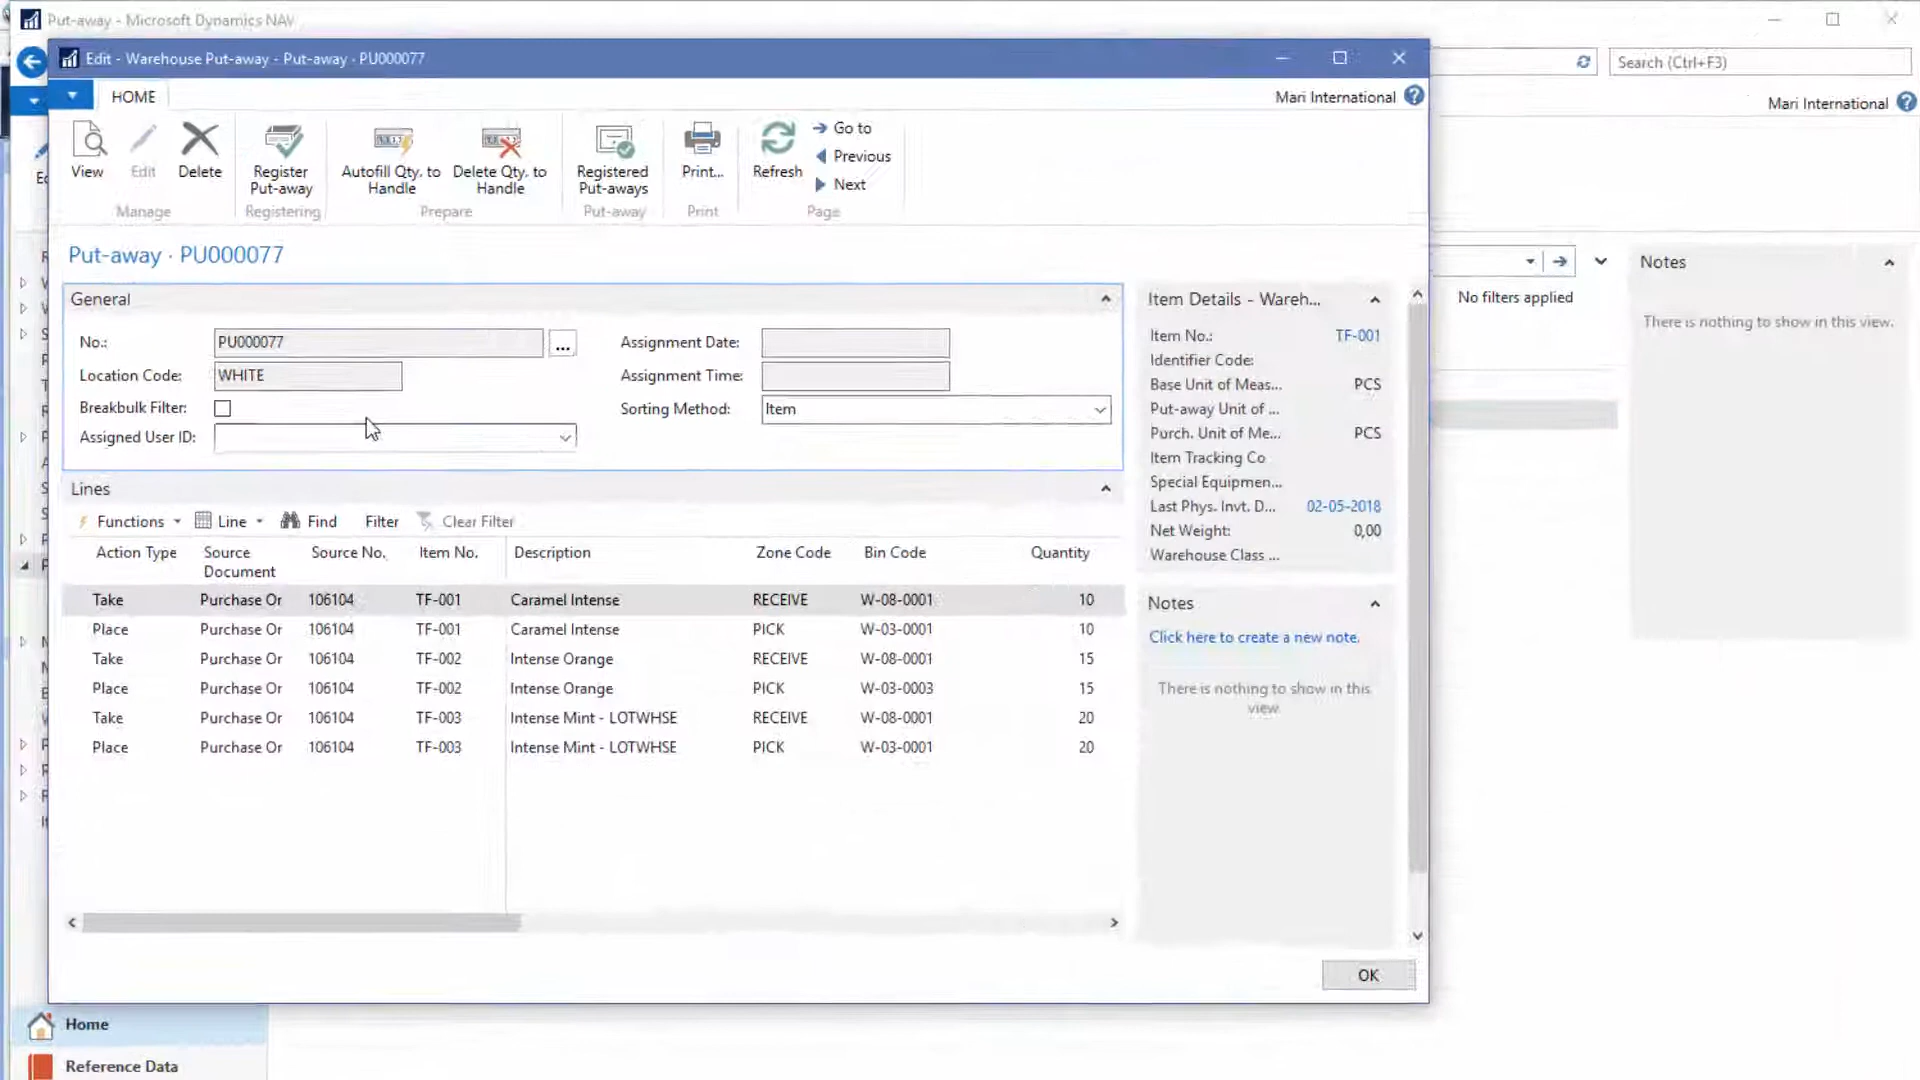 Put-away - Microsoft Dynamics NAV
Edit - Warehouse Put-away - Put-away · PU000077
Search (Ctrl+F3)
HOME
Mari International
Mari International
View
Edit
Delete
Register Put-away
Autofill Qty. to Handle
Delete Qty. to Handle
Registered Put-aways
Print...
Refresh
Go to
Previous
Next
Manage
Registering
Prepare
Put-away
Print
Page
Put-away · PU000077
General
No.: PU000077 ...
Location Code: WHITE
Breakbulk Filter:
Assigned User ID:
Assignment Date:
Assignment Time:
Sorting Method: Item
Lines
Functions Line Find Filter Clear Filter
Action Type Source Document Source No. Item No. Description Zone Code Bin Code Quantity
Take Purchase Or 106104 TF-001 Caramel Intense RECEIVE W-08-0001 10
Place Purchase Or 106104 TF-001 Caramel Intense PICK W-03-0001 10
Take Purchase Or 106104 TF-002 Intense Orange RECEIVE W-08-0001 15
Place Purchase Or 106104 TF-002 Intense Orange PICK W-03-0003 15
Take Purchase Or 106104 TF-003 Intense Mint - LOTWHSE RECEIVE W-08-0001 20
Place Purchase Or 106104 TF-003 Intense Mint - LOTWHSE PICK W-03-0001 20
Item Details - Wareh...
Item No.: TF-001
Identifier Code:
Base Unit of Meas... PCS
Put-away Unit of ...
Purch. Unit of Me... PCS
Item Tracking Co
Special Equipmen...
Last Phys. Invt. D... 02-05-2018
Net Weight: 0,00
Warehouse Class ...
Notes
Click here to create a new note.
There is nothing to show in this view.
OK
No filters applied
Notes
There is nothing to show in this view.
Home
Reference Data